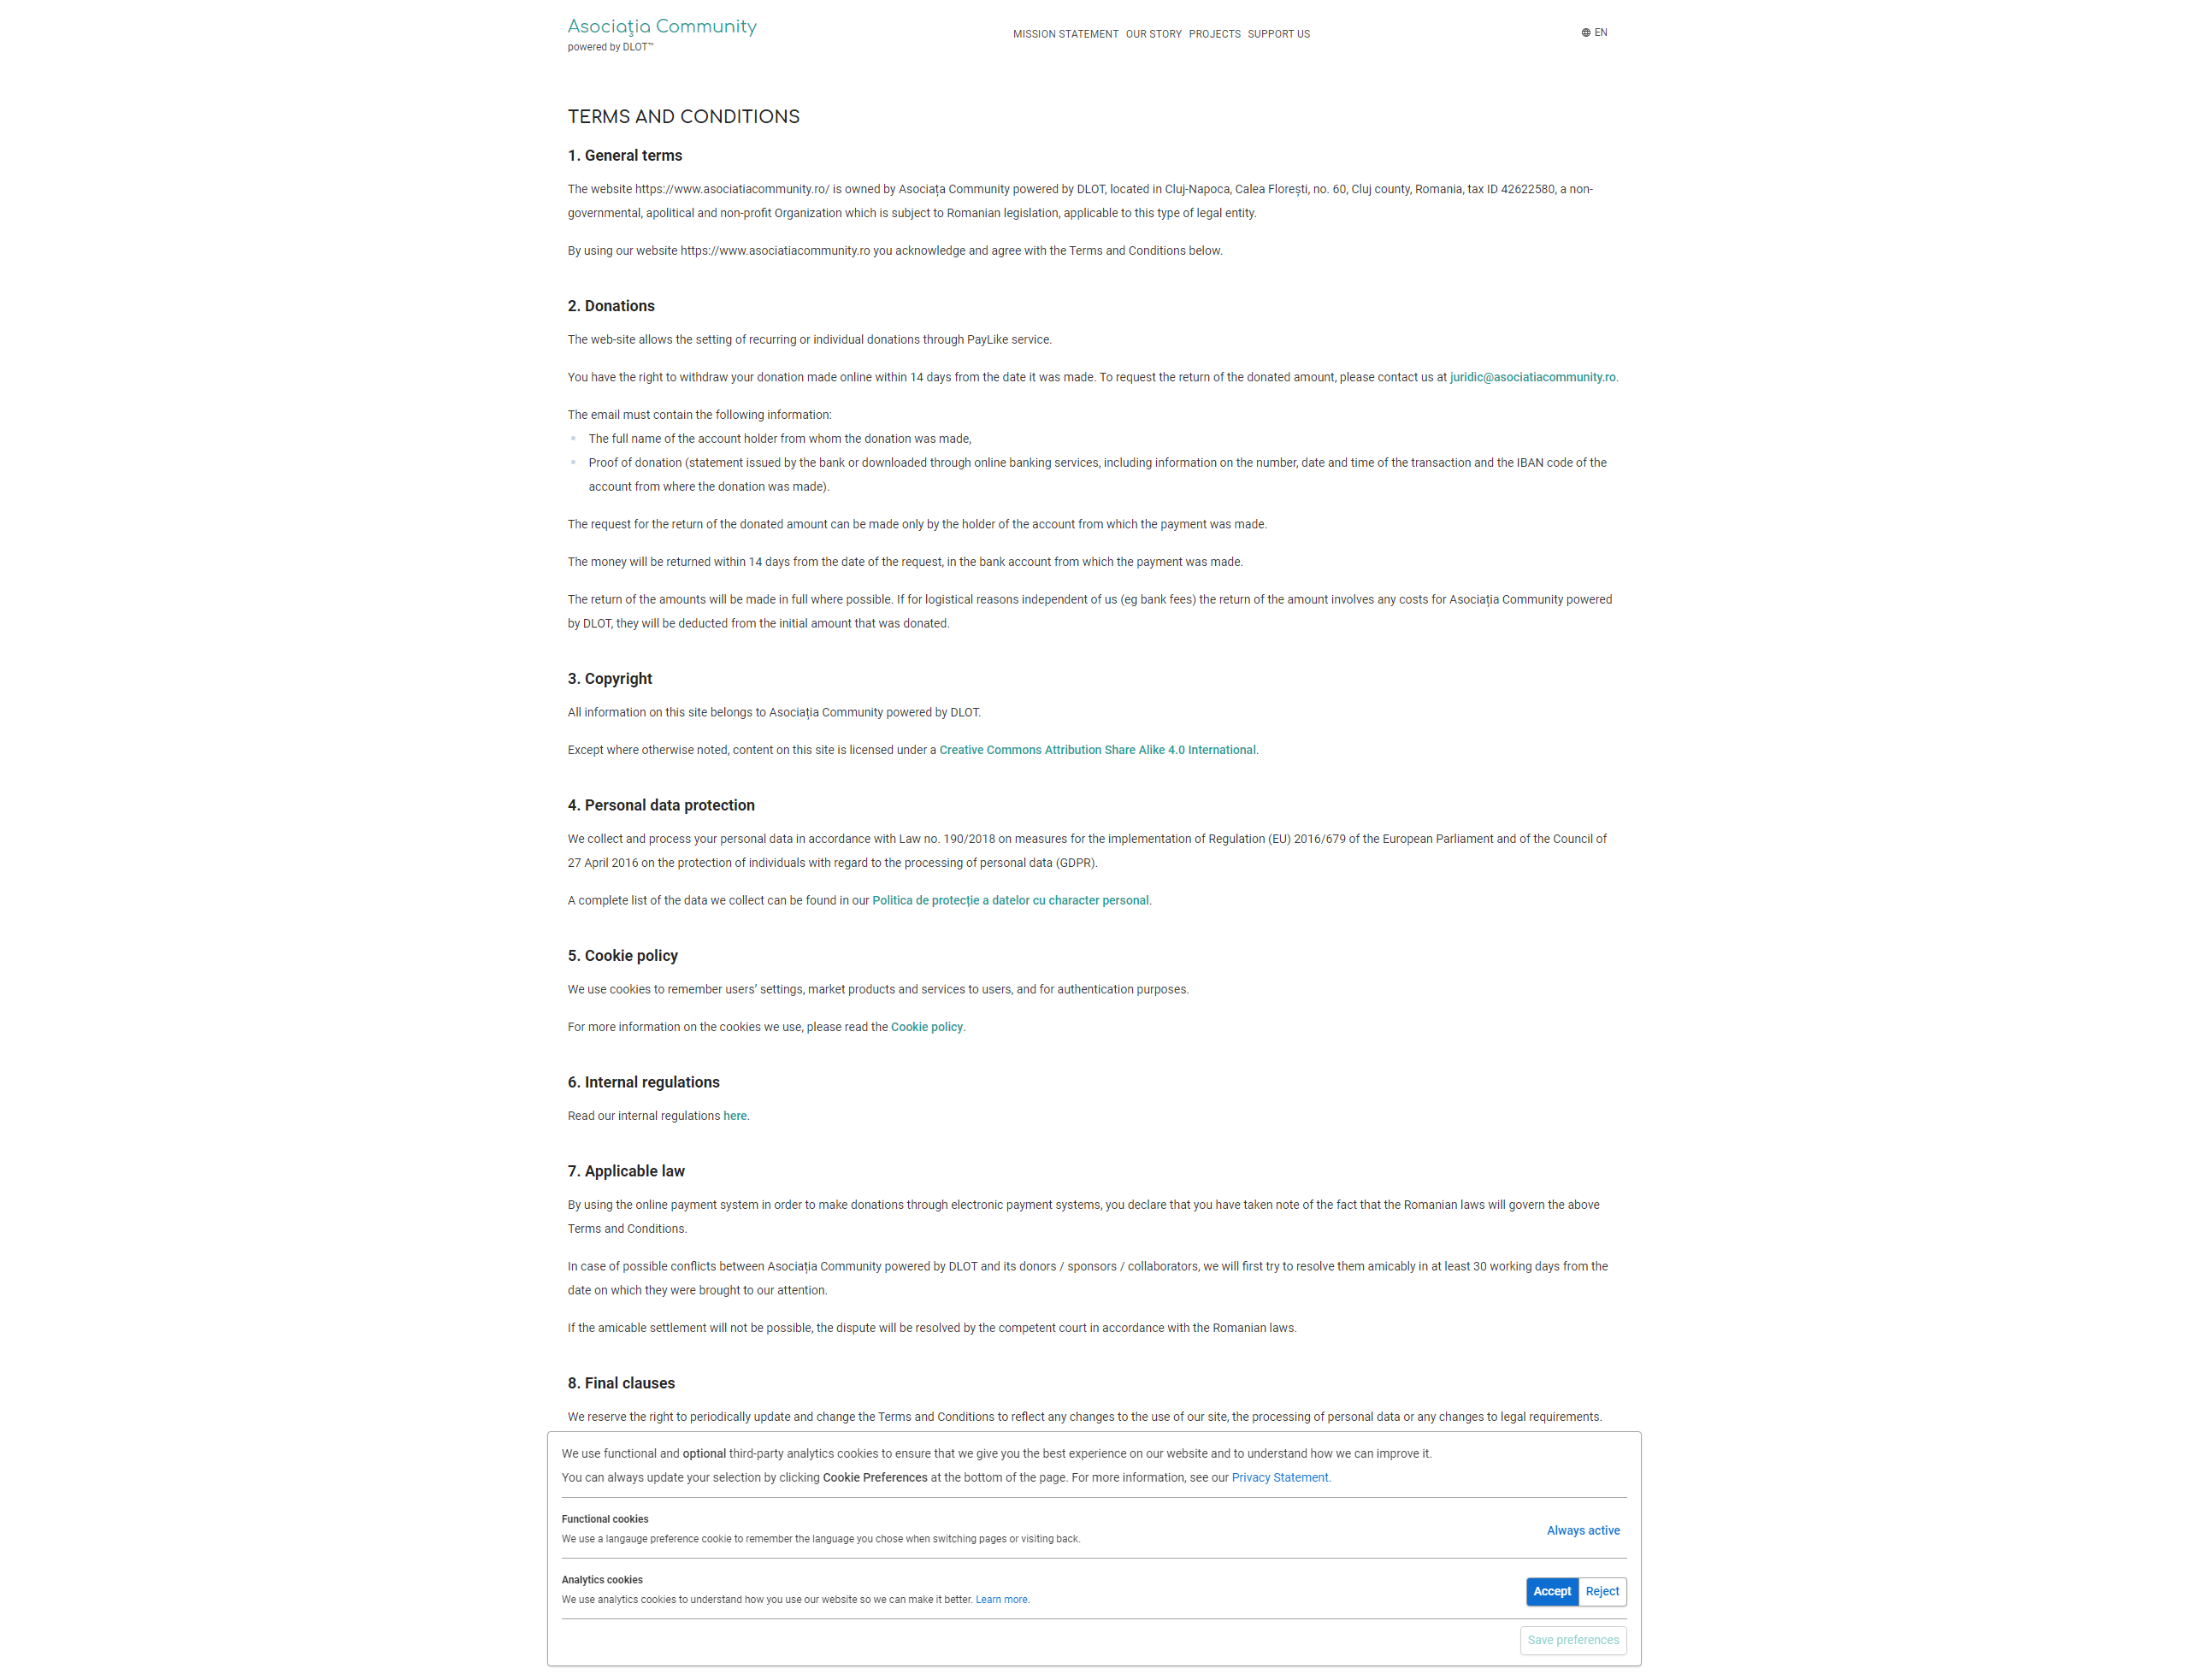 Asociaţia Community
powered by DLOT™
MISSION STATEMENT OUR STORY PROJECTS SUPPORT US
EN
TERMS AND CONDITIONS
1. General terms
The website https://www.asociatiacommunity.ro/ is owned by Asociața Community powered by DLOT, located in Cluj-Napoca, Calea Florești, no. 60, Cluj county, Romania, tax ID 42622580, a non-
governmental, apolitical and non-profit Organization which is subject to Romanian legislation, applicable to this type of legal entity.
By using our website https://www.asociatiacommunity.ro you acknowledge and agree with the Terms and Conditions below.
2. Donations
The web-site allows the setting of recurring or individual donations through PayLike service.
You have the right to withdraw your donation made online within 14 days from the date it was made. To request the return of the donated amount, please contact us at juridic@asociatiacommunity.ro.
The email must contain the following information:
The full name of the account holder from whom the donation was made,
Proof of donation (statement issued by the bank or downloaded through online banking services, including information on the number, date and time of the transaction and the IBAN code of the
account from where the donation was made).
The request for the return of the donated amount can be made only by the holder of the account from which the payment was made.
The money will be returned within 14 days from the date of the request, in the bank account from which the payment was made.
The return of the amounts will be made in full where possible. If for logistical reasons independent of us (eg bank fees) the return of the amount involves any costs for Asociația Community powered
by DLOT, they will be deducted from the initial amount that was donated.
3. Copyright
All information on this site belongs to Asociația Community powered by DLOT.
Except where otherwise noted, content on this site is licensed under a Creative Commons Attribution Share Alike 4.0 International.
4. Personal data protection
We collect and process your personal data in accordance with Law no. 190/2018 on measures for the implementation of Regulation (EU) 2016/679 of the European Parliament and of the Council of
27 April 2016 on the protection of individuals with regard to the processing of personal data (GDPR).
A complete list of the data we collect can be found in our Politica de protecție a datelor cu character personal.
5. Cookie policy
We use cookies to remember users’ settings, market products and services to users, and for authentication purposes.
For more information on the cookies we use, please read the Cookie policy.
6. Internal regulations
Read our internal regulations here.
7. Applicable law
By using the online payment system in order to make donations through electronic payment systems, you declare that you have taken note of the fact that the Romanian laws will govern the above
Terms and Conditions.
In case of possible conflicts between Asociația Community powered by DLOT and its donors / sponsors / collaborators, we will first try to resolve them amicably in at least 30 working days from the
date on which they were brought to our attention.
If the amicable settlement will not be possible, the dispute will be resolved by the competent court in accordance with the Romanian laws.
8. Final clauses
We reserve the right to periodically update and change the Terms and Conditions to reflect any changes to the use of our site, the processing of personal data or any changes to legal requirements.
We use functional and optional third-party analytics cookies to ensure that we give you the best experience on our website and to understand how we can improve it.
You can always update your selection by clicking Cookie Preferences at the bottom of the page. For more information, see our Privacy Statement.
Functional cookies
We use a langauge preference cookie to remember the language you chose when switching pages or visiting back.
Always active
Analytics cookies
We use analytics cookies to understand how you use our website so we can make it better. Learn more.
Accept Reject
Save preferences